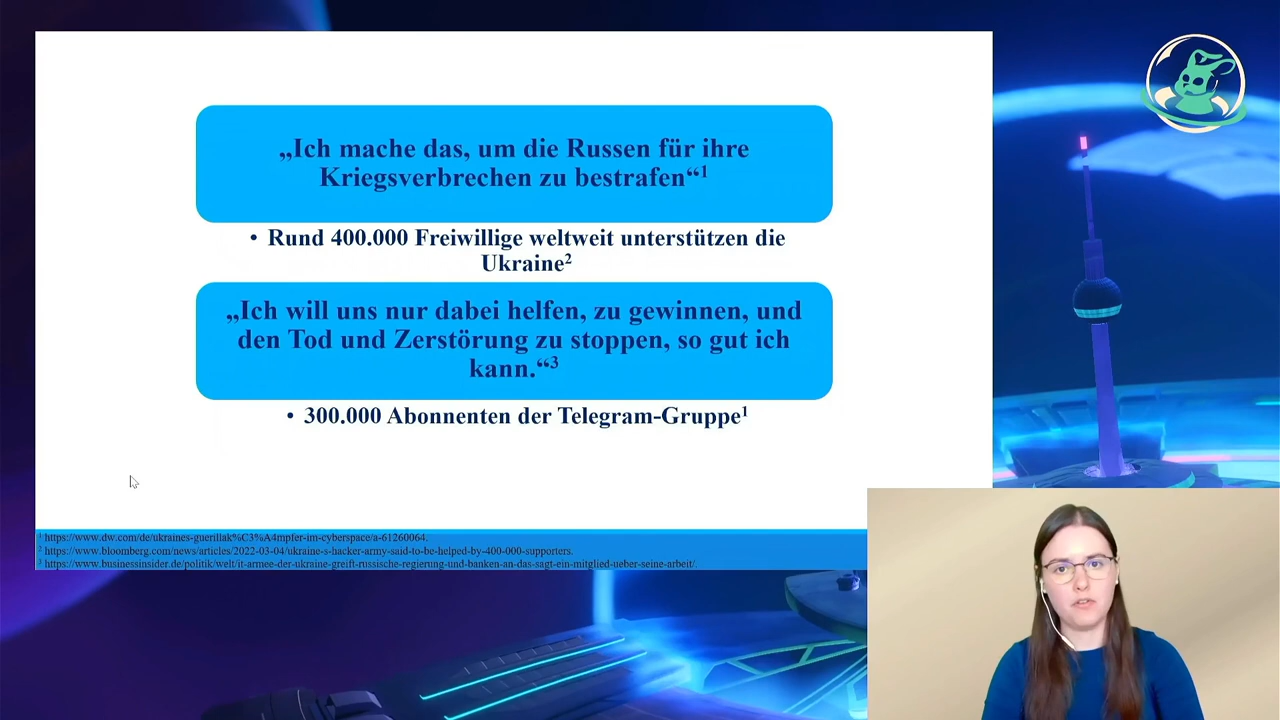 „Ich mache das, um die Russen für ihre
Kriegsverbrechen zu bestrafen“¹
• Rund 400.000 Freiwillige weltweit unterstützen die
Ukraine²
„Ich will uns nur dabei helfen, zu gewinnen, und
den Tod und Zerstörung zu stoppen, so gut ich
kann.“³
• 300.000 Abonnenten der Telegram-Gruppe¹
¹ https://www.dw.com/de/ukraines-guerillak%C3%A4mpfer-im-cyberspace/a-61260064.
² https://www.bloomberg.com/news/articles/2022-03-04/ukraine-s-hacker-army-said-to-be-helped-by-400-000-supporters.
³ https://www.businessinsider.de/politik/welt/it-armee-der-ukraine-greift-russische-regierung-und-banken-an-das-sagt-ein-mitglied-ueber-seine-arbeit/.